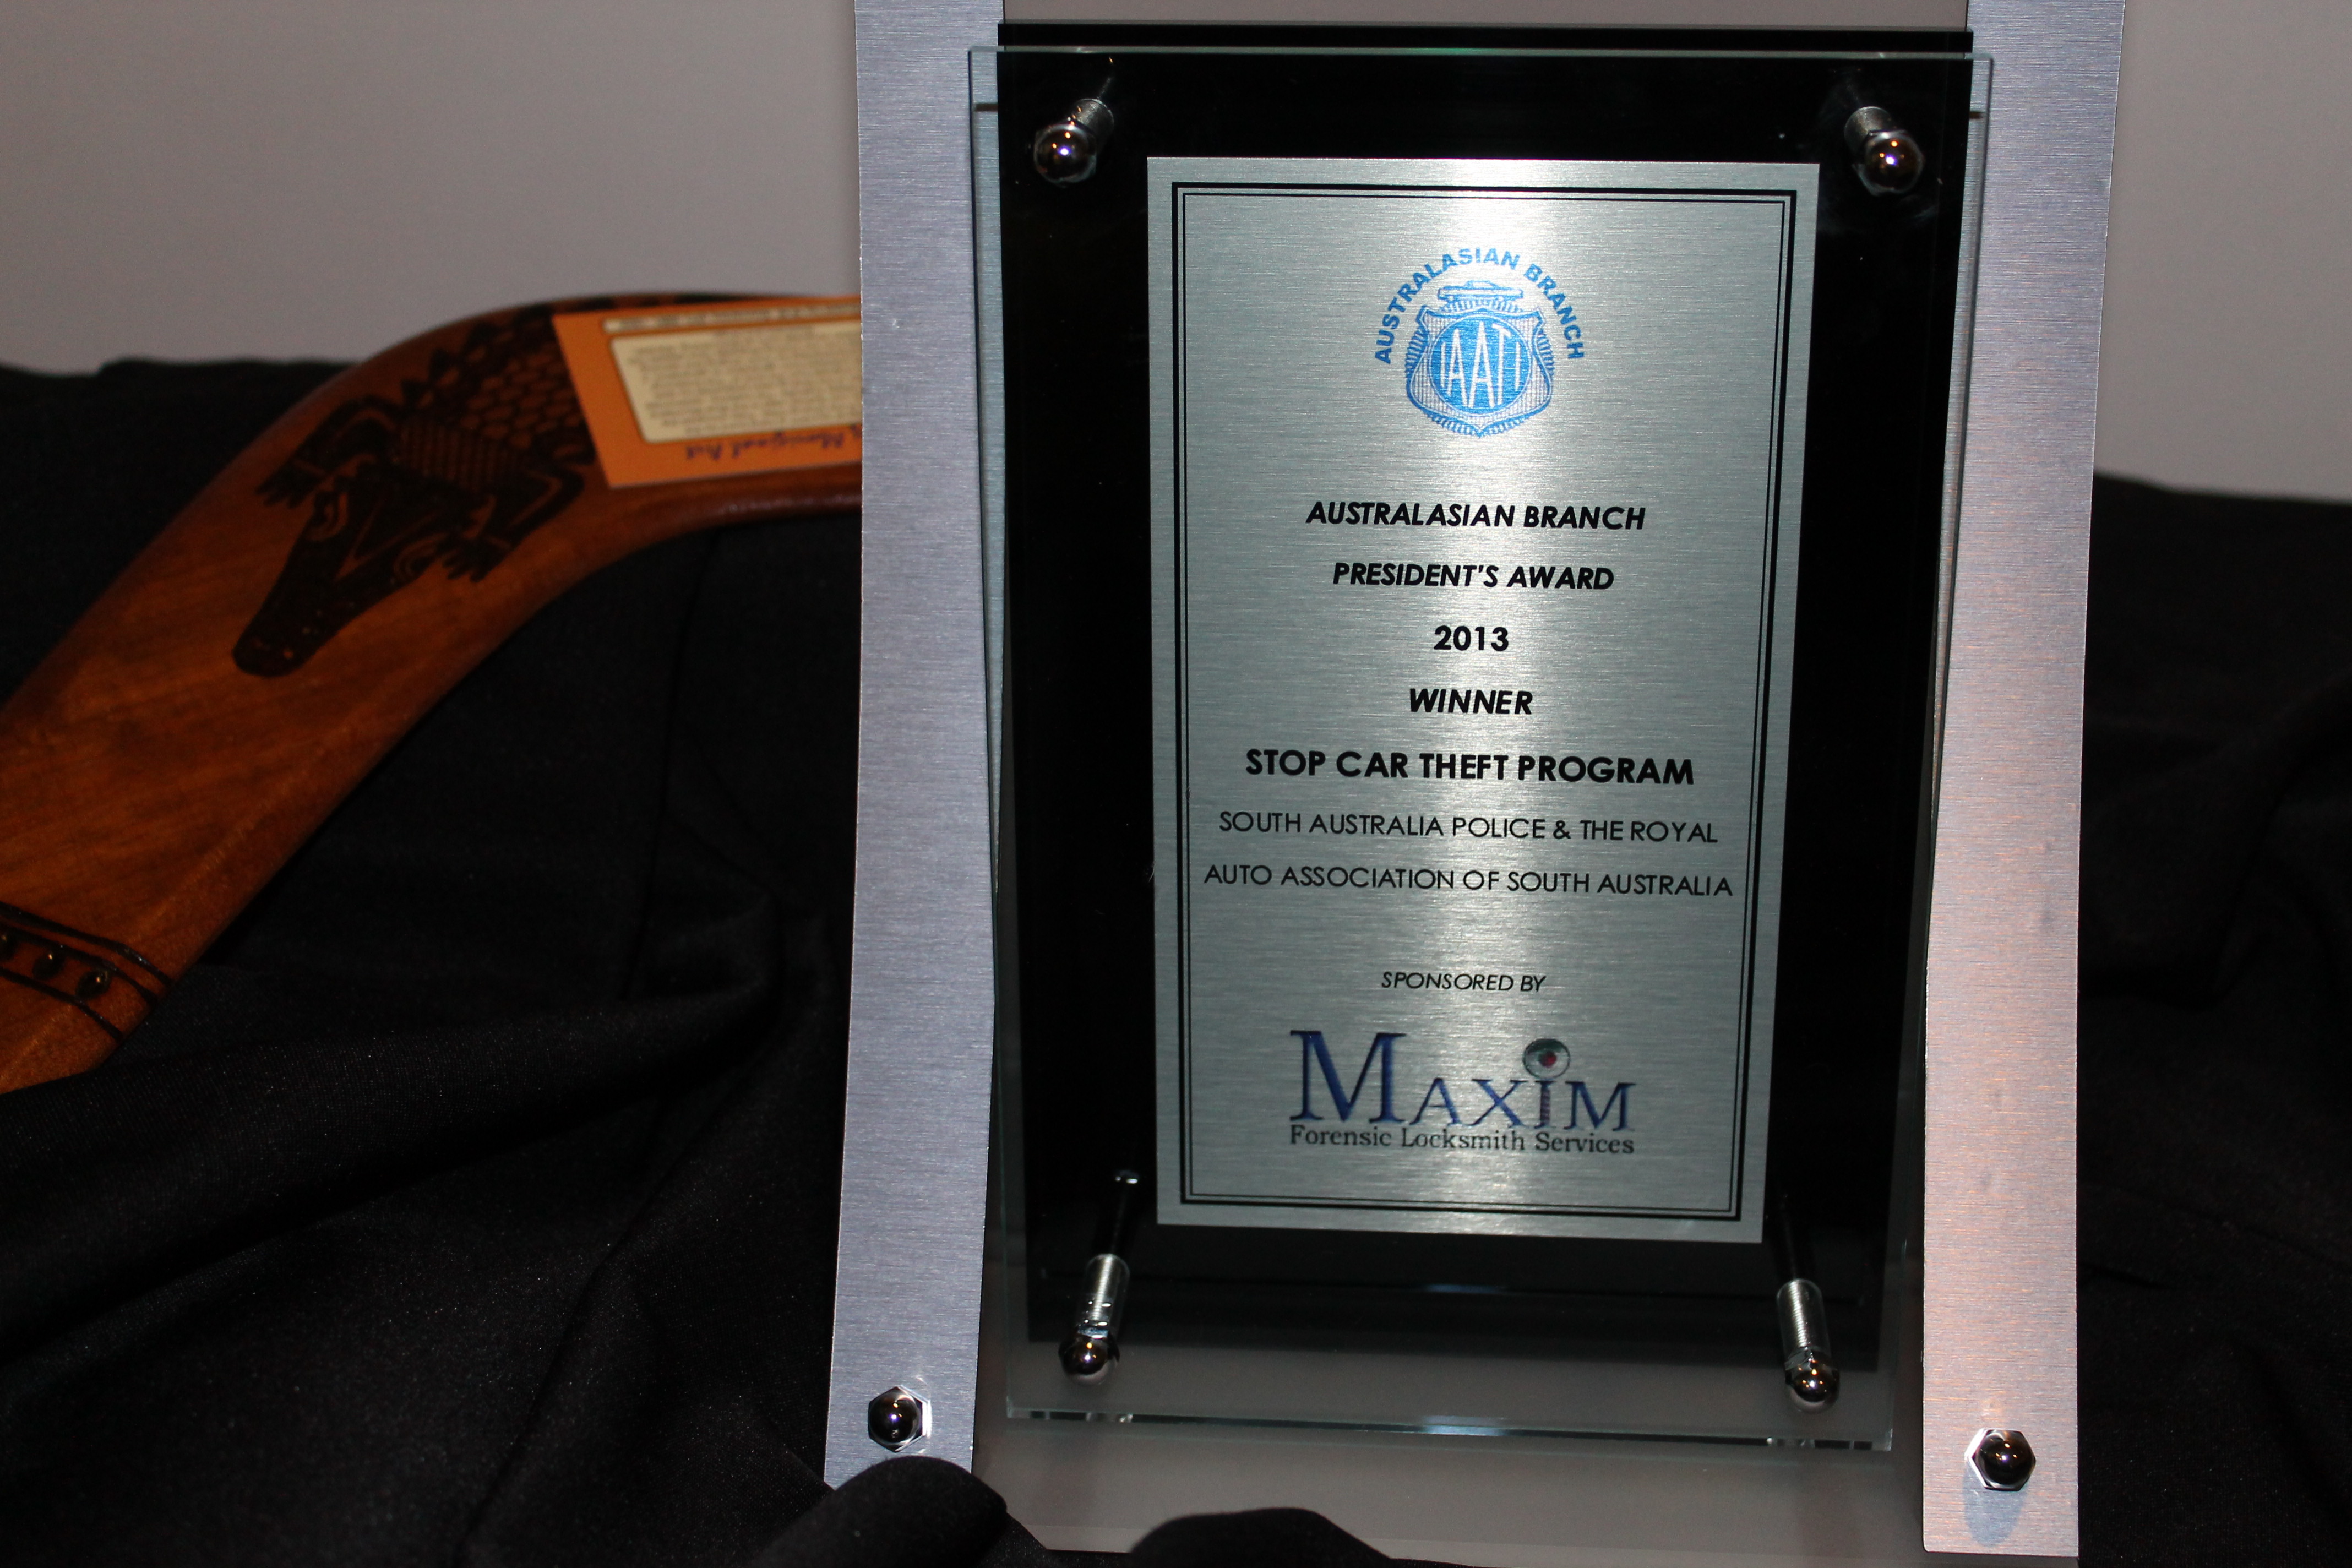 AUSTRALASIAN BRANCH
IAATI
AUSTRALASIAN BRANCH
PRESIDENT'S AWARD
2013
WINNER
STOP CAR THEFT PROGRAM
SOUTH AUSTRALIA POLICE & THE ROYAL
AUTO ASSOCIATION OF SOUTH AUSTRALIA
SPONSORED BY
MAXIM
Forensic Locksmith Services